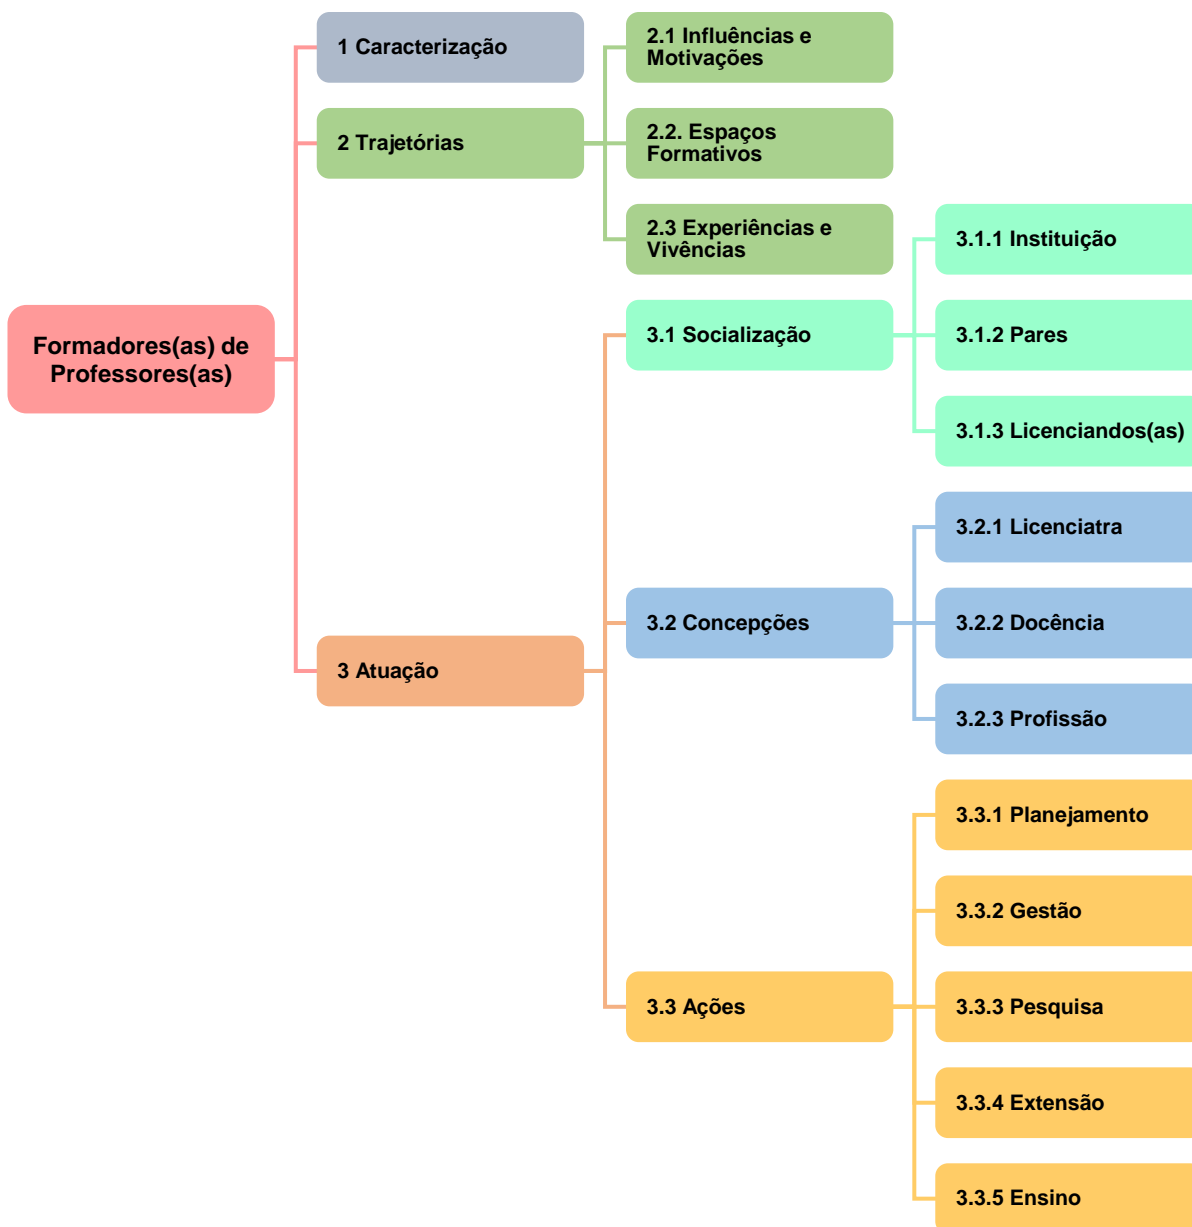 Formadores(as) de
Professores(as)
1 Caracterização
2 Trajetórias
2.1 Influências e
Motivações
2.2. Espaços
Formativos
2.3 Experiências e
Vivências
3 Atuação
3.1 Socialização
3.1.1 Instituição
3.1.2 Pares
3.1.3 Licenciandos(as)
3.2 Concepções
3.2.1 Licenciatra
3.2.2 Docência
3.2.3 Profissão
3.3 Ações
3.3.1 Planejamento
3.3.2 Gestão
3.3.3 Pesquisa
3.3.4 Extensão
3.3.5 Ensino